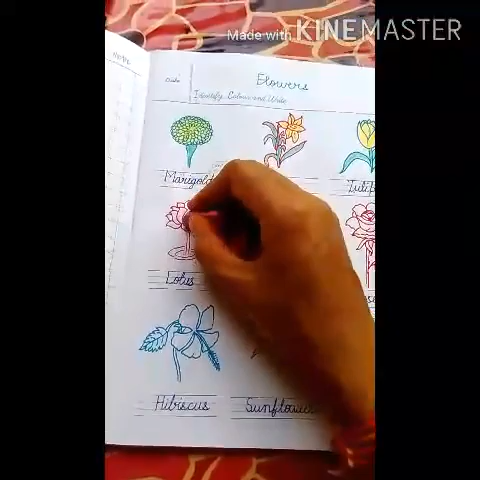 Made with KINEMASTER
Date
Flowers
Identify, Colour and Write
Marigold
Tulip
Lotus
Hibiscus
Sunflower